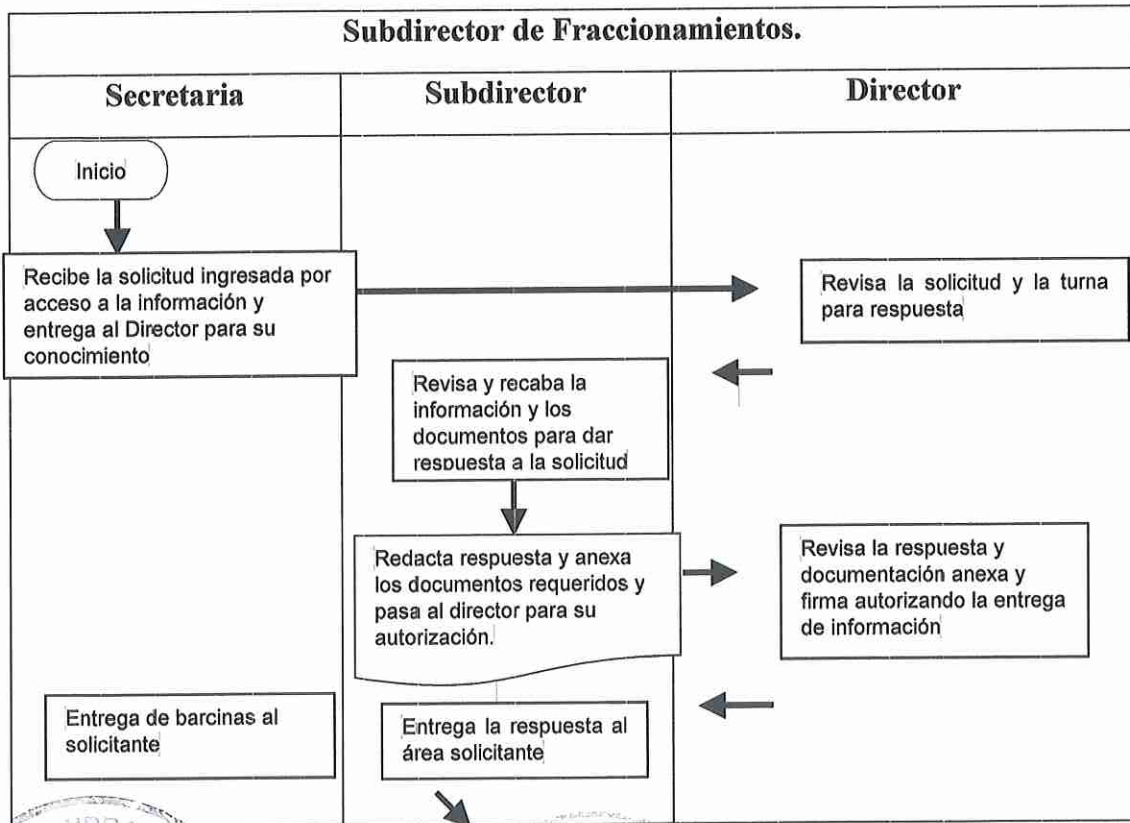 Subdirector de Fraccionamientos.
Secretaria
Subdirector
Director
Inicio
Recibe la solicitud ingresada por
acceso a la información y
entrega al Director para su
conocimiento
Revisa la solicitud y la turna
para respuesta
Revisa y recaba la
información y los
documentos para dar
respuesta a la solicitud
Redacta respuesta y anexa
los documentos requeridos y
pasa al director para su
autorización.
Revisa la respuesta y
documentación anexa y
firma autorizando la entrega
de información
Entrega de barcinas al
solicitante
Entrega la respuesta al
área solicitante